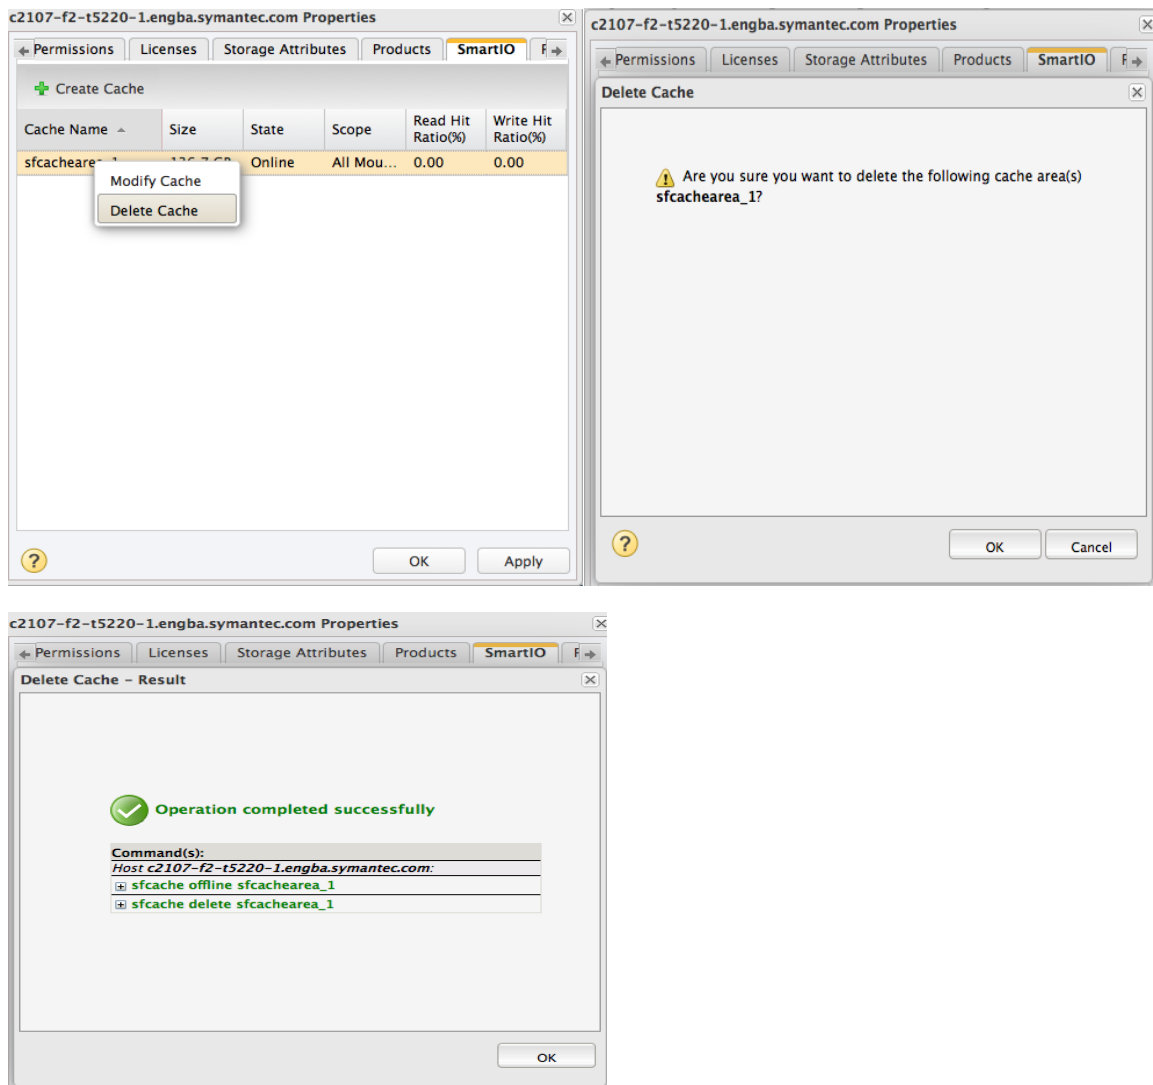 c2107-f2-t5220-1.engba.symantec.com Properties
Permissions Licenses Storage Attributes Products SmartIO
Create Cache
Cache Name Size State Scope Read Hit Ratio(%) Write Hit Ratio(%)
Online All Mou... 0.00 0.00
Modify Cache
Delete Cache
? OK Apply
c2107-f2-t5220-1.engba.symantec.com Properties
Permissions Licenses Storage Attributes Products SmartIO
Delete Cache
Are you sure you want to delete the following cache area(s)
sfcachearea_1?
? OK Cancel
c2107-f2-t5220-1.engba.symantec.com Properties
Permissions Licenses Storage Attributes Products SmartIO
Delete Cache - Result
Operation completed successfully
Command(s):
Host c2107-f2-t5220-1.engba.symantec.com:
sfcache offline sfcachearea_1
sfcache delete sfcachearea_1
OK